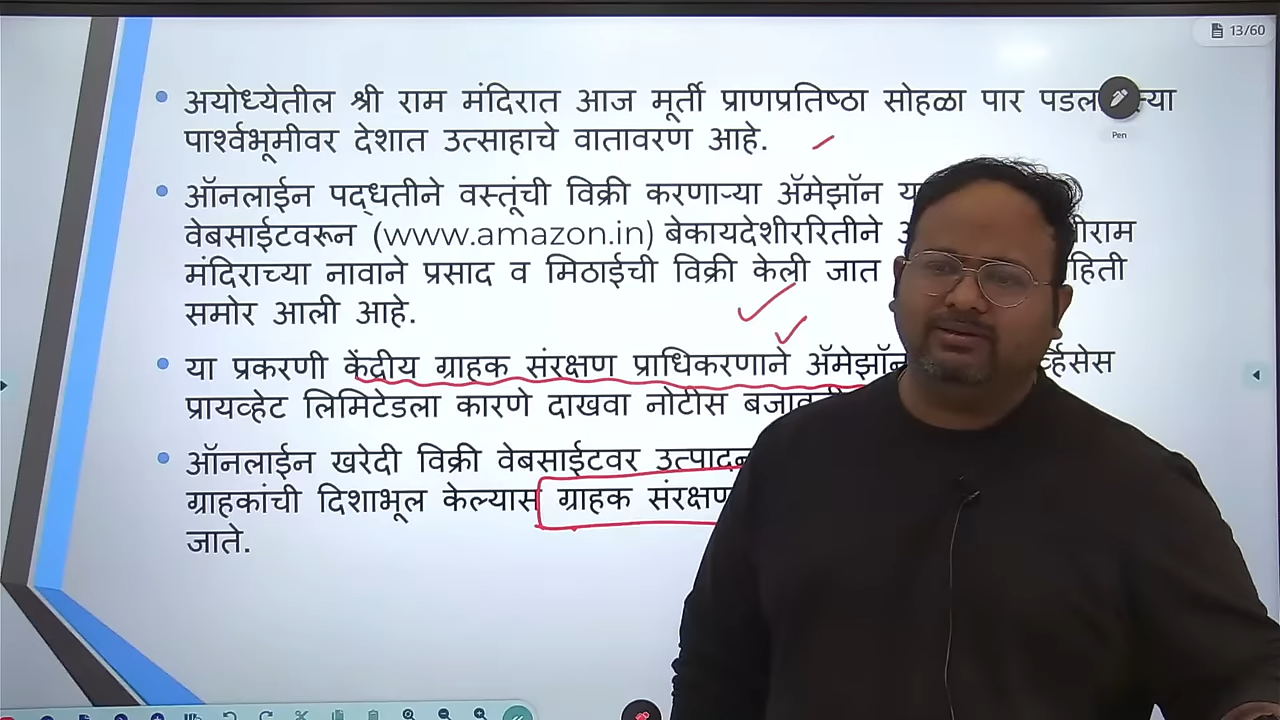 13/60
Pen
अयोध्येतील श्री राम मंदिरात आज मूर्ती प्राणप्रतिष्ठा सोहळा पार
पार्श्वभूमीवर देशात उत्साहाचे वातावरण आहे.
ऑनलाईन पद्धतीने वस्तूंची विक्री करणाऱ्या ॲमेझॉन
वेबसाईटवरून (www.amazon.in) बेकायदेशीररितीने
मंदिराच्या नावाने प्रसाद व मिठाईची विक्री केली जात
समोर आली आहे.
या प्रकरणी केंद्रीय ग्राहक संरक्षण प्राधिकरणाने ॲमेझॉन
प्रायव्हेट लिमिटेडला कारणे दाखवा नोटीस
ऑनलाईन खरेदी विक्री वेबसाईटवर
ग्राहकांची दिशाभूल केल्यास ग्राहक संरक्षण
जाते.